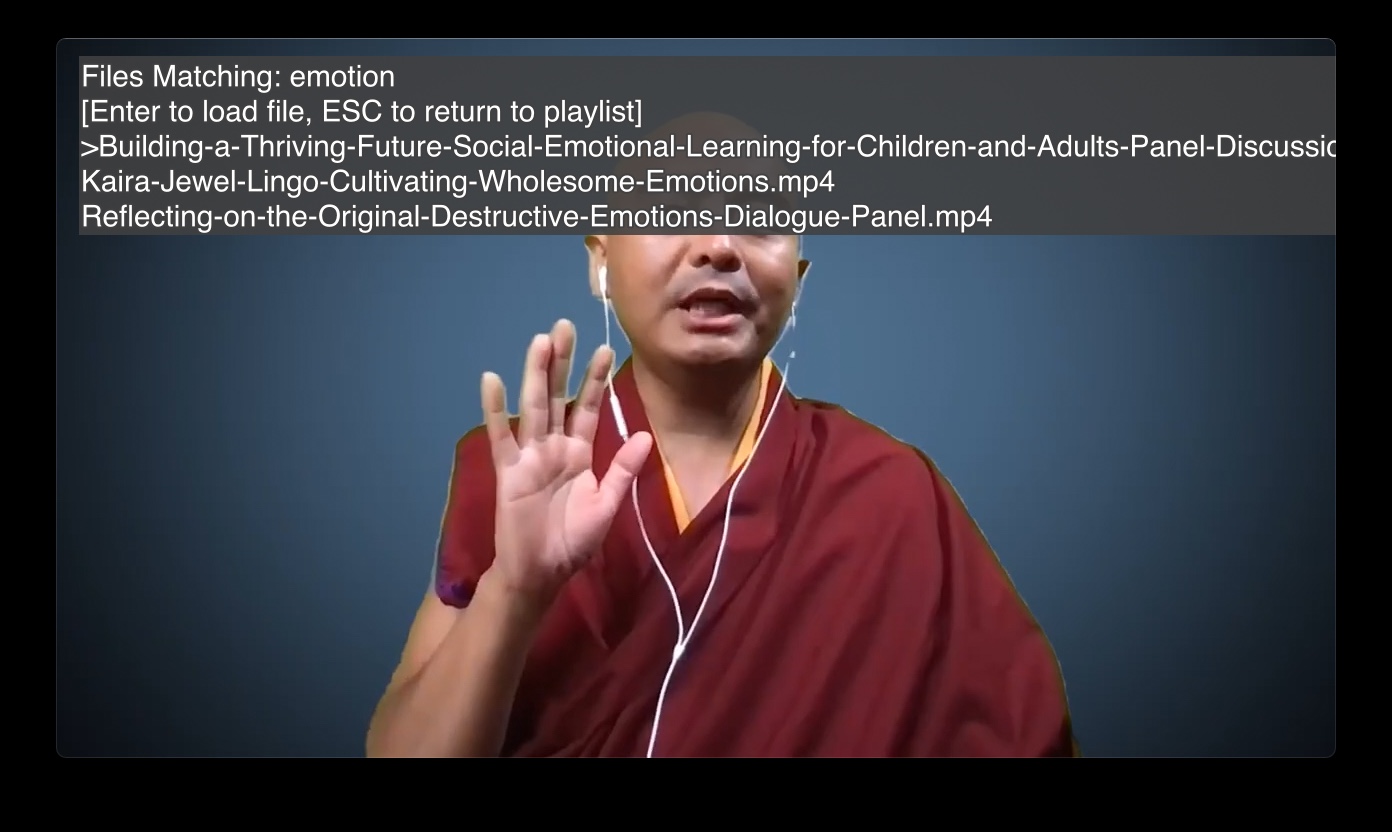 Files Matching: emotion
[Enter to load file, ESC to return to playlist]
>Building-a-Thriving-Future-Social-Emotional-Learning-for-Children-and-Adults-Panel-Discussio
Kaira-Jewel-Lingo-Cultivating-Wholesome-Emotions.mp4
Reflecting-on-the-Original-Destructive-Emotions-Dialogue-Panel.mp4